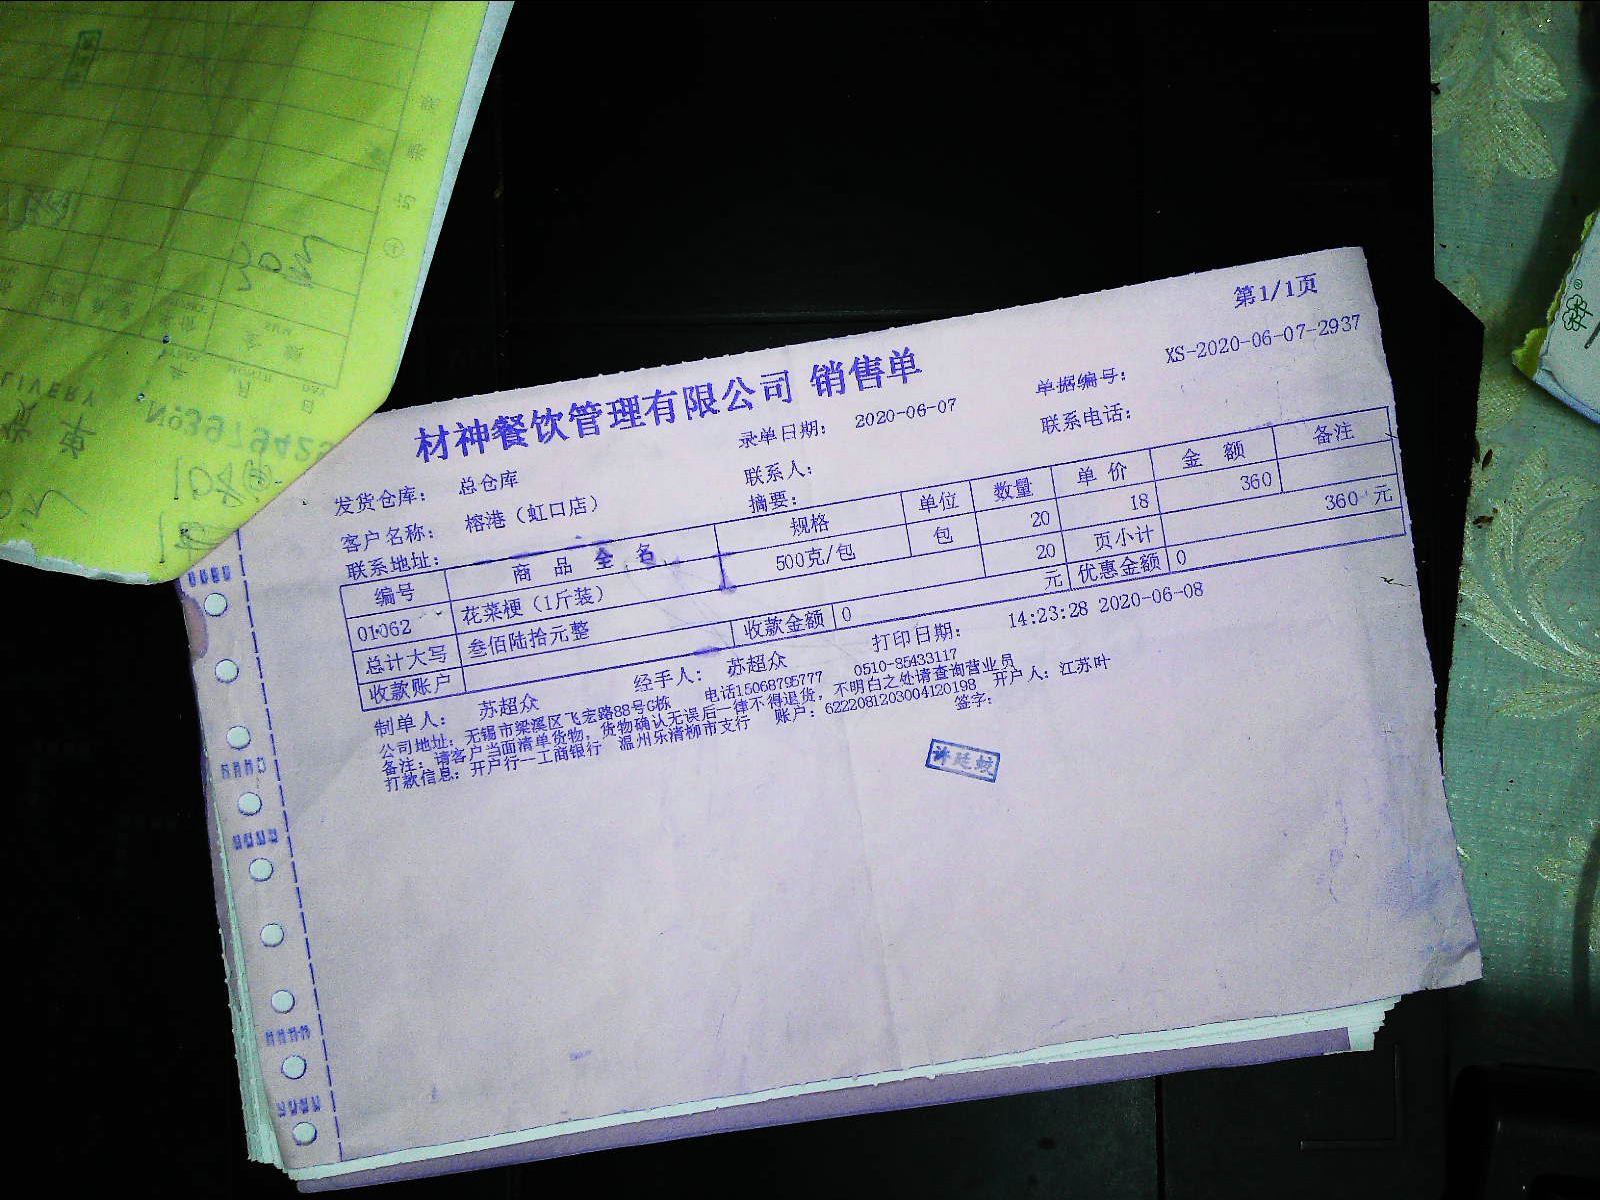 第1/1页
材神餐饮管理有限公司 销售单
录单日期： 2020-06-07 单据编号： XS-2020-06-07-2937
发货仓库： 总仓库 联系人： 联系电话：
客户名称： 榕港（虹口店） 摘要：
联系地址：
编号 商品全名 规格 单位 数量 单价 金额 备注
01062 花菜梗（1斤装） 500克/包 包 20 18 360
总计大写 叁佰陆拾元整 20 页小计 360 元
收款账户 收款金额 0 元 优惠金额 0
制单人： 苏超众 经手人： 苏超众 打印日期： 14:23:28 2020-06-08
公司地址：无锡市梁溪区飞宏路88号G栋 电话15068795777 0510-85433117
备注：请客户当面清单货物，货物确认无误后一律不得退货，不明白之处请查询营业员
打款信息：开户行—工商银行 温州乐清柳市支行 账户：6222081203004120198 开户人：江苏叶
签字：
№3979425
LIVERY